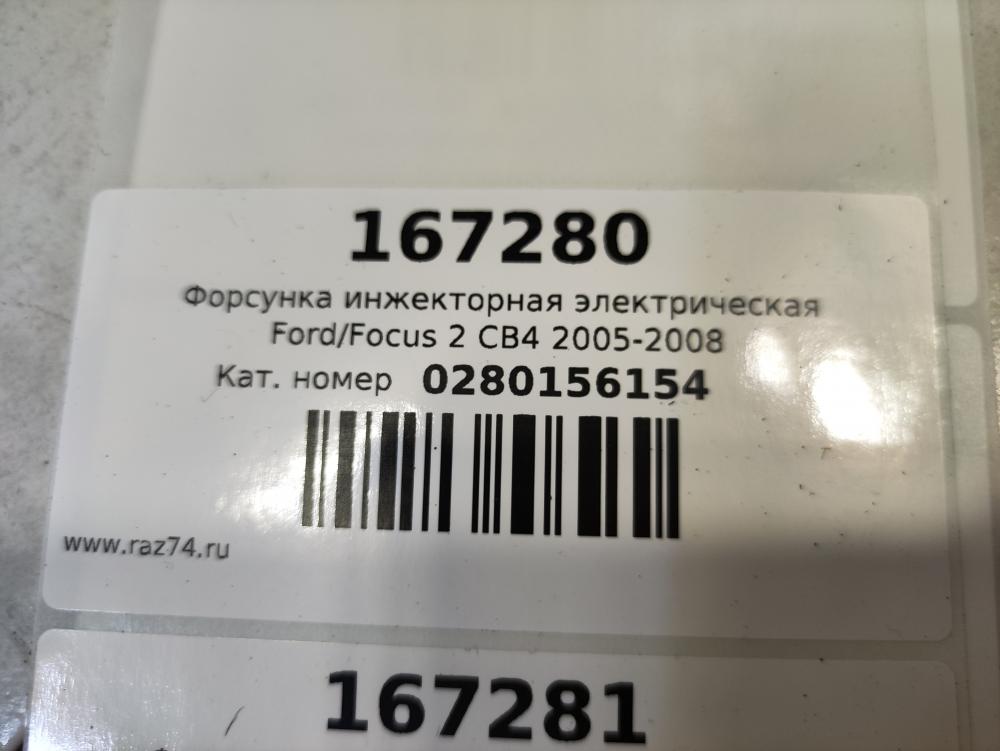 167280
Форсунка инжекторная электрическая
Ford/Focus 2 CB4 2005-2008
Кат. номер 0280156154
www.raz74.ru
167281